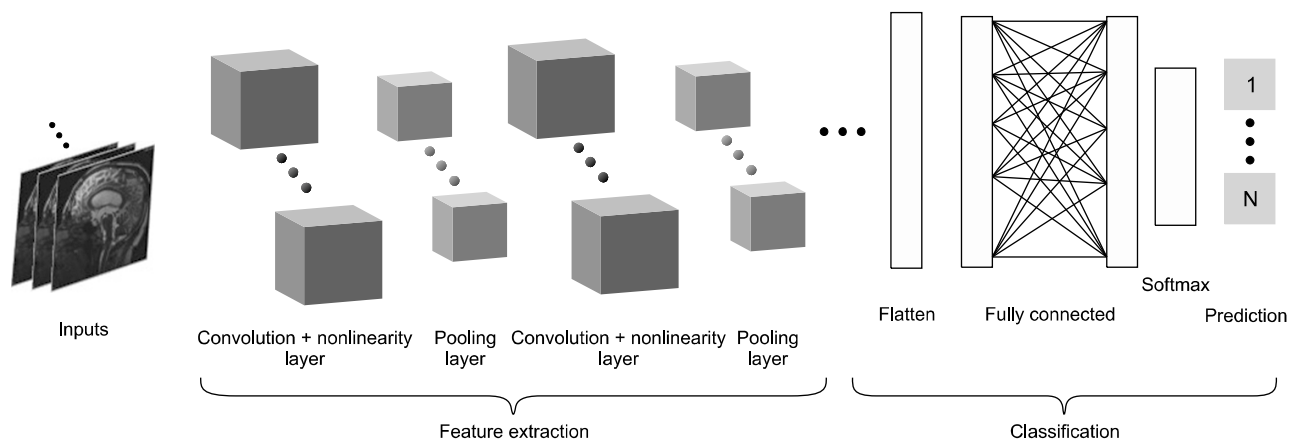 1
N
Softmax
Inputs
Flatten
Fully connected
Prediction
Convolution + nonlinearity
layer
Pooling
layer
Convolution + nonlinearity
layer
Pooling
layer
Feature extraction
Classification